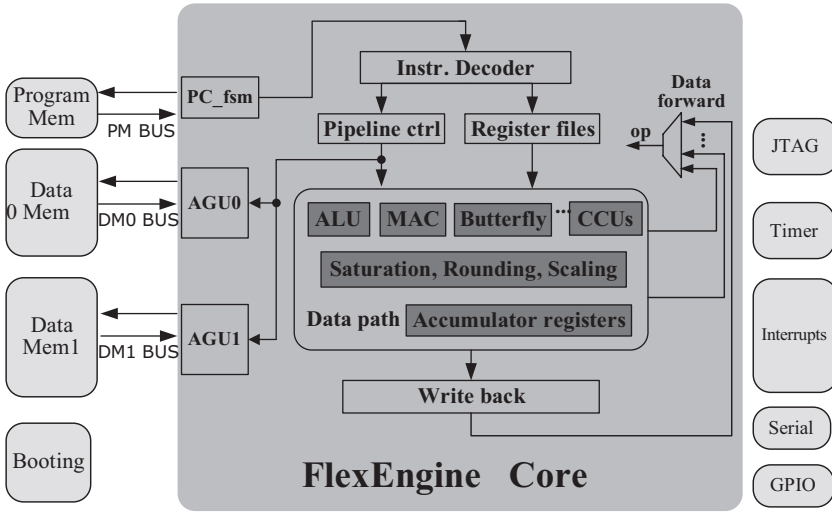 Program
Mem
PM BUS
Data
0 Mem
DM0 BUS
Data
Mem1
DM1 BUS
Booting
PC_fsm
AGU0
AGU1
Instr. Decoder
Pipeline ctrl
Register files
Data
forward
op
...
ALU
MAC
Butterfly
...
CCUs
Saturation, Rounding, Scaling
Data path
Accumulator registers
Write back
FlexEngine Core
JTAG
Timer
Interrupts
Serial
GPIO